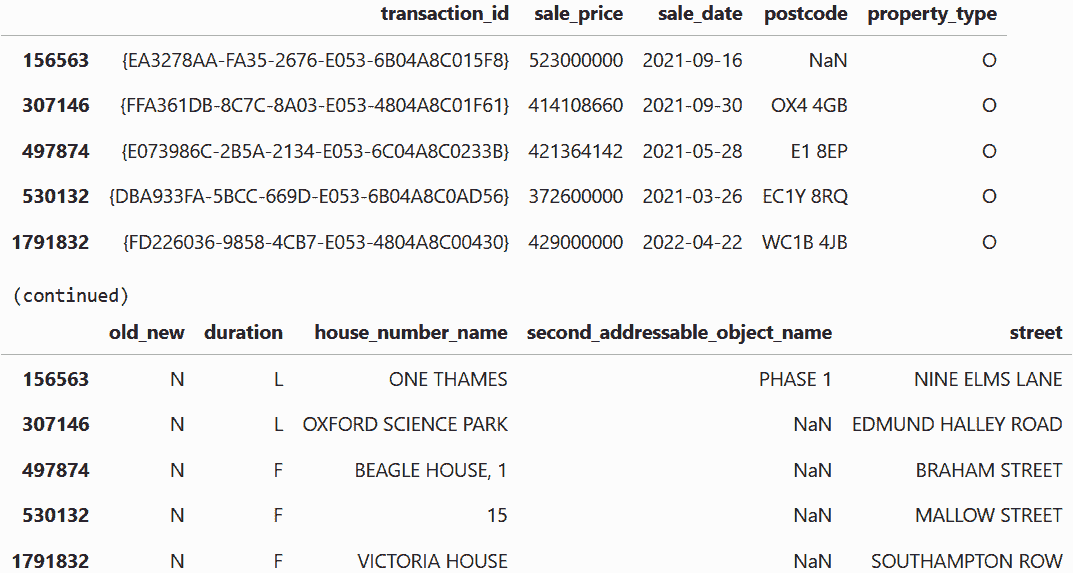 transaction_id sale_price sale_date postcode property_type
156563 {EA3278AA-FA35-2676-E053-6B04A8C015F8} 523000000 2021-09-16 NaN O
307146 {FFA361DB-8C7C-8A03-E053-4804A8C01F61} 414108660 2021-09-30 OX4 4GB O
497874 {E073986C-2B5A-2134-E053-6C04A8C0233B} 421364142 2021-05-28 E1 8EP O
530132 {DBA933FA-5BCC-669D-E053-6B04A8C0AD56} 372600000 2021-03-26 EC1Y 8RQ O
1791832 {FD226036-9858-4CB7-E053-4804A8C00430} 429000000 2022-04-22 WC1B 4JB O
(continued)
old_new duration house_number_name second_addressable_object_name street
156563 N L ONE THAMES PHASE 1 NINE ELMS LANE
307146 N L OXFORD SCIENCE PARK NaN EDMUND HALLEY ROAD
497874 N F BEAGLE HOUSE, 1 NaN BRAHAM STREET
530132 N F 15 NaN MALLOW STREET
1791832 N F VICTORIA HOUSE NaN SOUTHAMPTON ROW